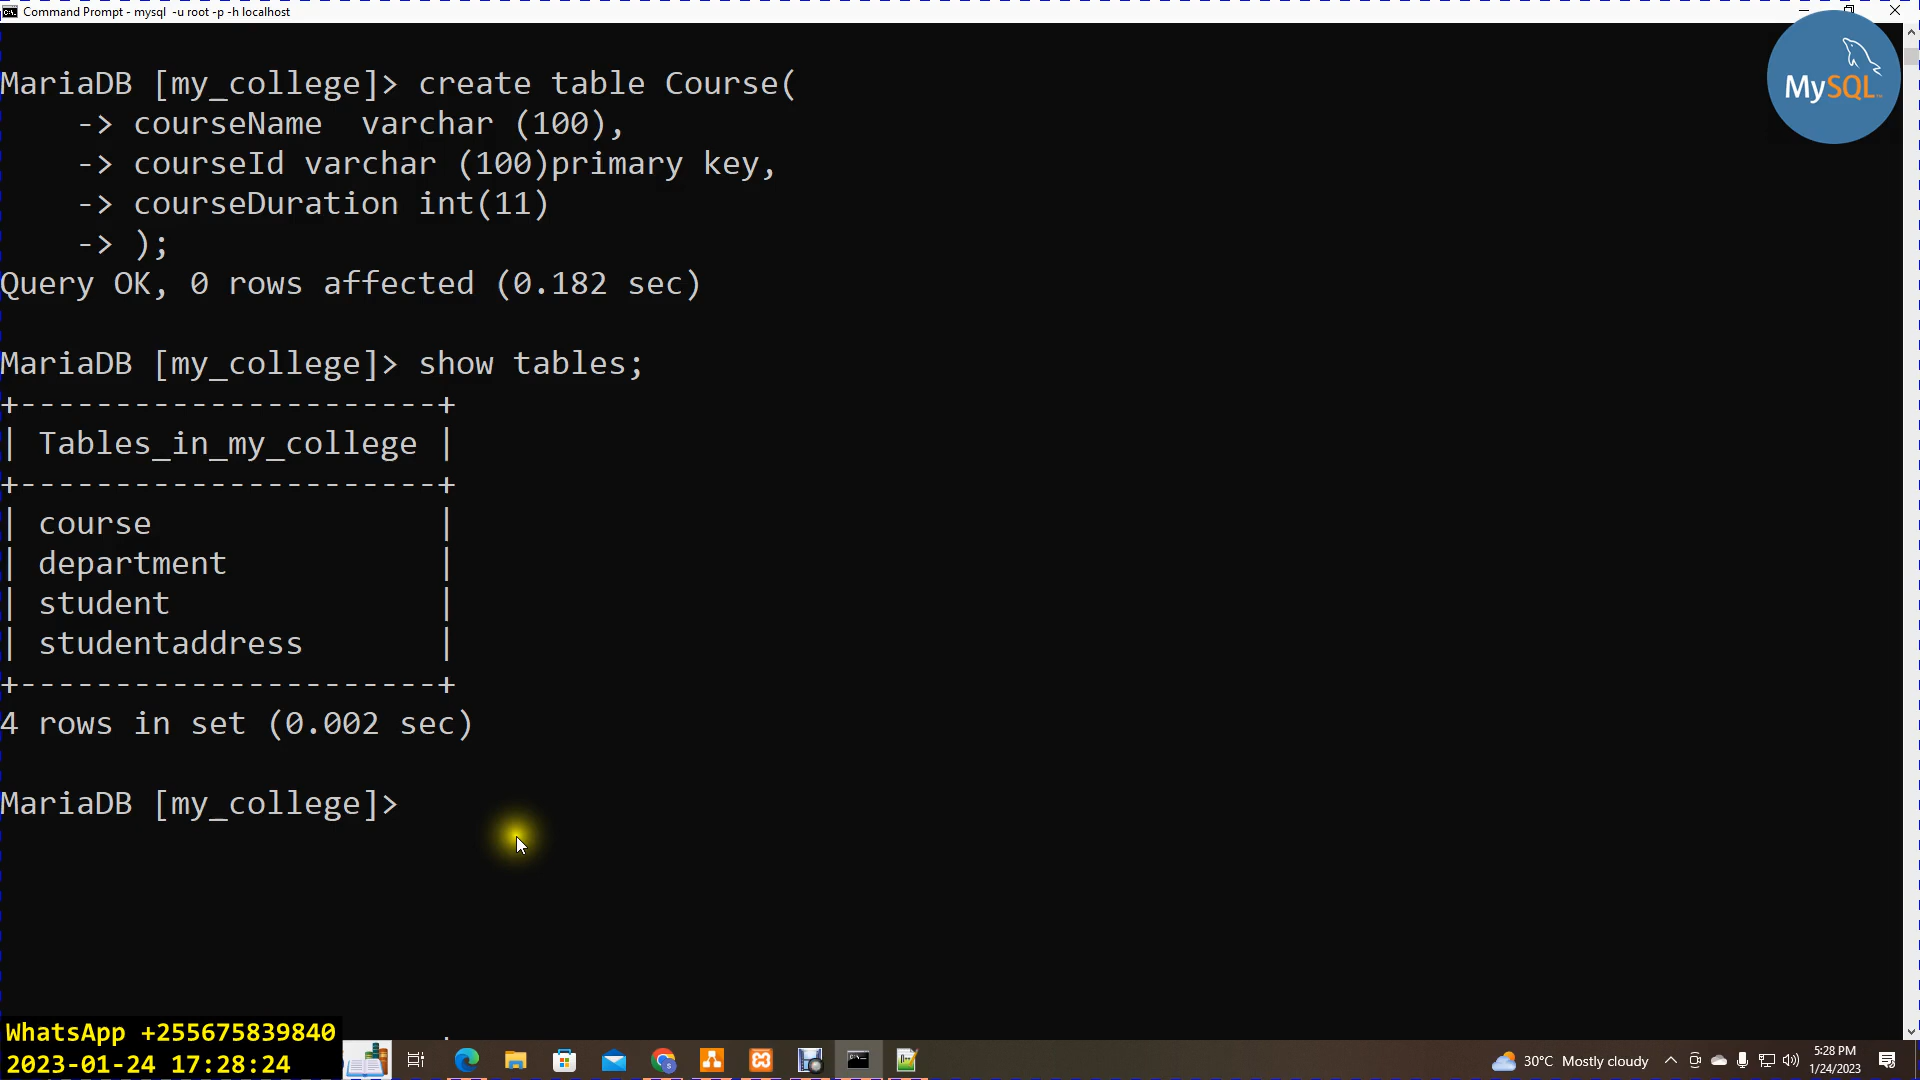 Command Prompt - mysql -u root -p -h localhost
MySQL
MariaDB [my_college]> create table Course(
    -> courseName  varchar (100),
    -> courseId varchar (100)primary key,
    -> courseDuration int(11)
    -> );
Query OK, 0 rows affected (0.182 sec)
MariaDB [my_college]> show tables;
+----------------------+
| Tables_in_my_college |
+----------------------+
| course               |
| department           |
| student              |
| studentaddress       |
+----------------------+
4 rows in set (0.002 sec)
MariaDB [my_college]>
WhatsApp +255675839840
2023-01-24 17:28:24
30°C Mostly cloudy
5:28 PM
1/24/2023